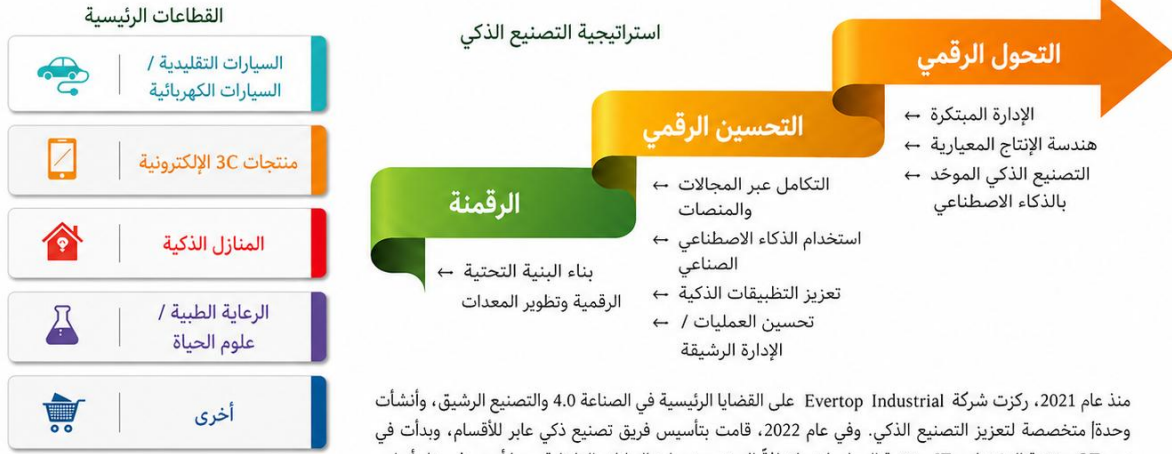 القطاعات الرئيسية
السيارات التقليدية /
السيارات الكهربائية
منتجات 3C الإلكترونية
المنازل الذكية
الرعاية الطبية /
علوم الحياة
أخرى
استراتيجية التصنيع الذكي
الرقمنة
بناء البنية التحتية
الرقمية وتطوير المعدات
التحسين الرقمي
التكامل عبر المجالات
والمنصات
استخدام الذكاء الاصطناعي
الصناعي
تعزيز التظبيقات الذكية
تحسين العمليات /
الإدارة الرشيقة
التحول الرقمي
الإدارة المبتكرة
هندسة الإنتاج المعيارية
التصنيع الذكي الموحّد
بالذكاء الاصطناعي
منذ عام 2021، ركزت شركة Evertop Industrial على القضايا الرئيسية في الصناعة 4.0 والتصنيع الرشيق، وأنشأت
وحدة| متخصصة لتعزيز التصنيع الذكي. وفي عام 2022، قامت بتأسيس فريق تصنيع ذكي عابر للأقسام، وبدأت في